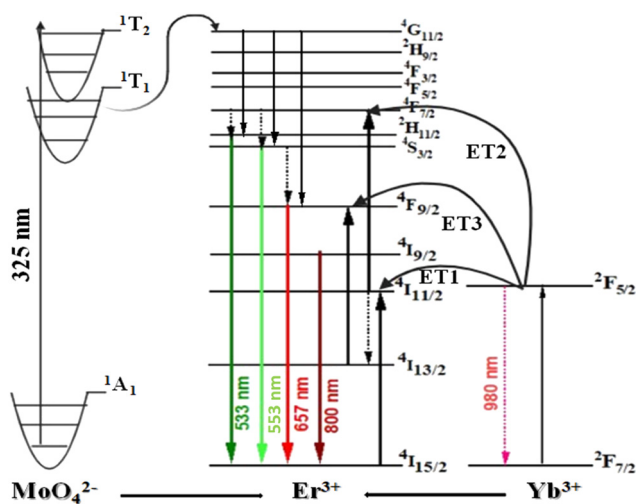 ¹T₂
¹T₁
325 nm
¹A₁
MoO₄²⁻
⁴G₁₁/₂
²H₉/₂
⁴F₃/₂
⁴F₅/₂
⁴F₇/₂
²H₁₁/₂
⁴S₃/₂
⁴F₉/₂
⁴I₉/₂
⁴I₁₁/₂
⁴I₁₃/₂
⁴I₁₅/₂
533 nm
553 nm
657 nm
800 nm
Er³⁺
ET2
ET3
ET1
²F₅/₂
980 nm
²F₇/₂
Yb³⁺